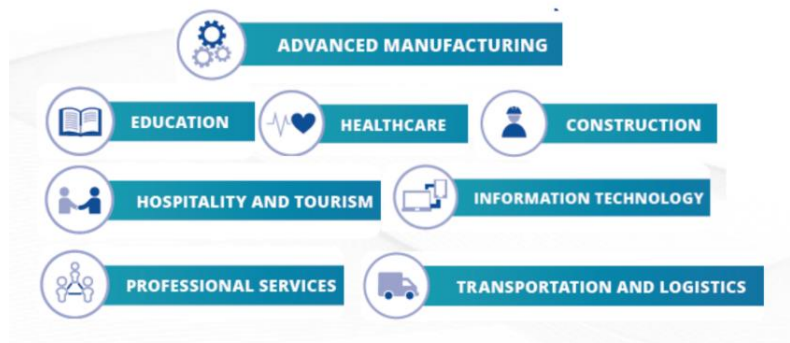 ADVANCED MANUFACTURING
EDUCATION
HEALTHCARE
CONSTRUCTION
HOSPITALITY AND TOURISM
INFORMATION TECHNOLOGY
PROFESSIONAL SERVICES
TRANSPORTATION AND LOGISTICS